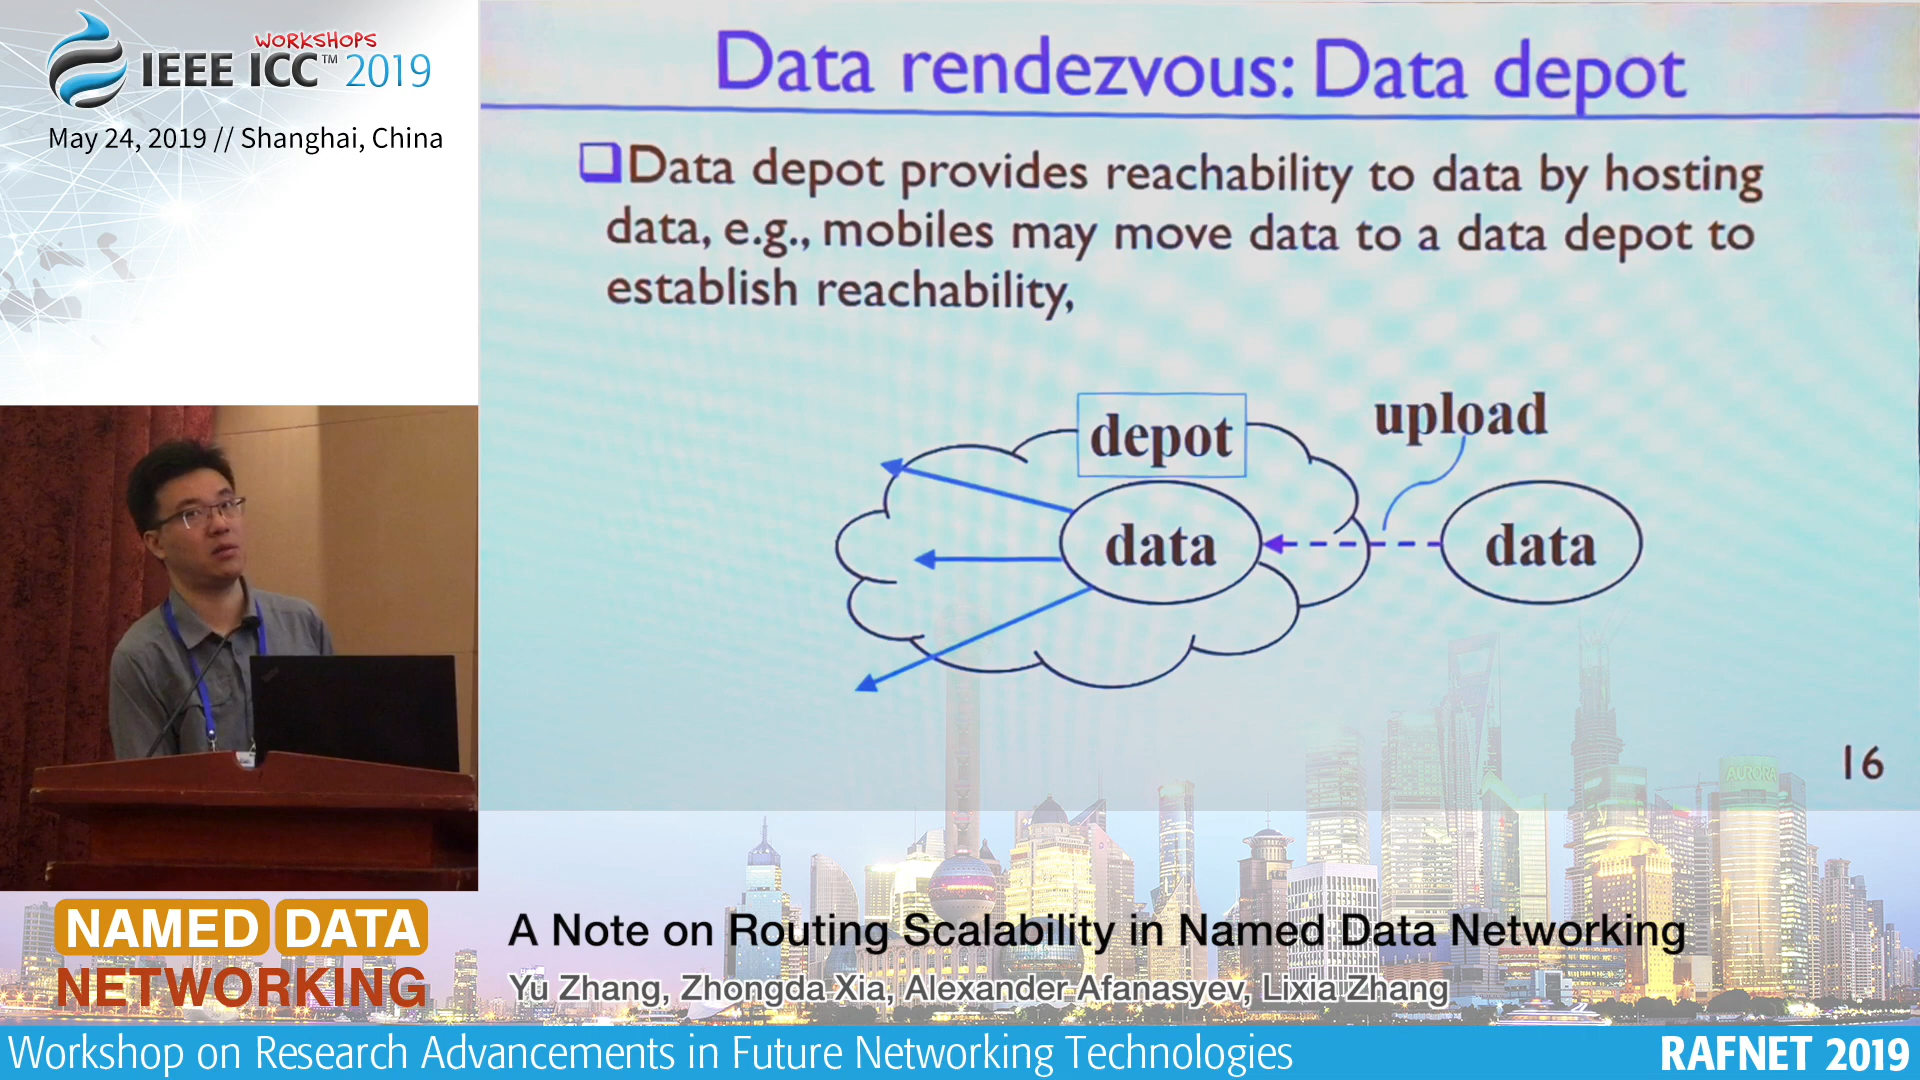 WORKSHOPS
IEEE ICC™ 2019
May 24, 2019 // Shanghai, China
Data rendezvous: Data depot
Data depot provides reachability to data by hosting
data, e.g., mobiles may move data to a data depot to
establish reachability,
depot
upload
data
data
16
AURORA
NAMED DATA
NETWORKING
A Note on Routing Scalability in Named Data Networking
Yu Zhang, Zhongda Xia, Alexander Afanasyev, Lixia Zhang
Workshop on Research Advancements in Future Networking Technologies
RAFNET 2019